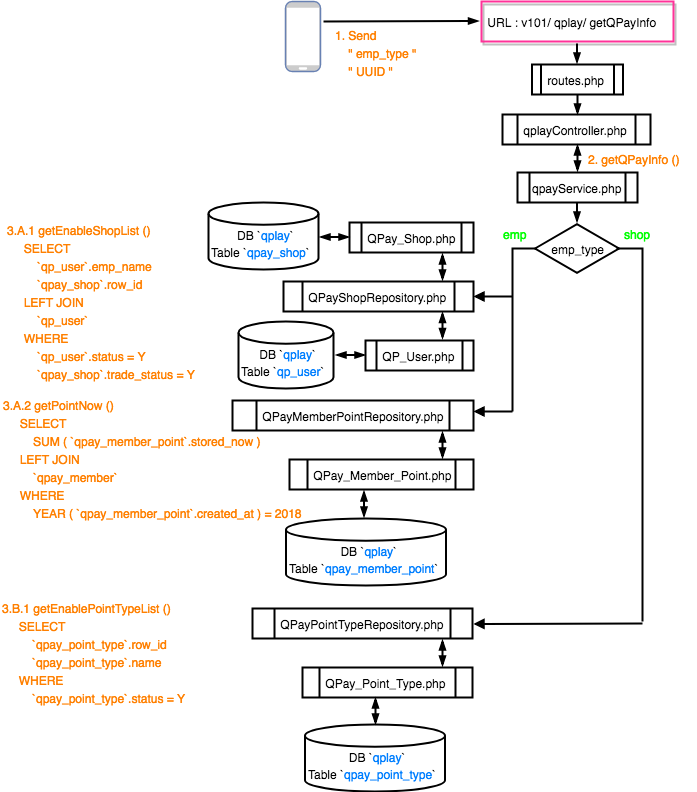 URL : v101/ qplay/ getQPayInfo
1. Send
" emp_type "
" UUID "
routes.php
qplayController.php
2. getQPayInfo ()
qpayService.php
emp
shop
emp_type
3.A.1 getEnableShopList ()
SELECT
`qp_user`.emp_name
`qpay_shop`.row_id
LEFT JOIN
`qp_user`
WHERE
`qp_user`.status = Y
`qpay_shop`.trade_status = Y
DB `qplay`
Table `qpay_shop`
QPay_Shop.php
QPayShopRepository.php
DB `qplay`
Table `qp_user`
QP_User.php
3.A.2 getPointNow ()
SELECT
SUM ( `qpay_member_point`.stored_now )
LEFT JOIN
`qpay_member`
WHERE
YEAR ( `qpay_member_point`.created_at ) = 2018
QPayMemberPointRepository.php
QPay_Member_Point.php
DB `qplay`
Table `qpay_member_point`
3.B.1 getEnablePointTypeList ()
SELECT
`qpay_point_type`.row_id
`qpay_point_type`.name
WHERE
`qpay_point_type`.status = Y
QPayPointTypeRepository.php
QPay_Point_Type.php
DB `qplay`
Table `qpay_point_type`